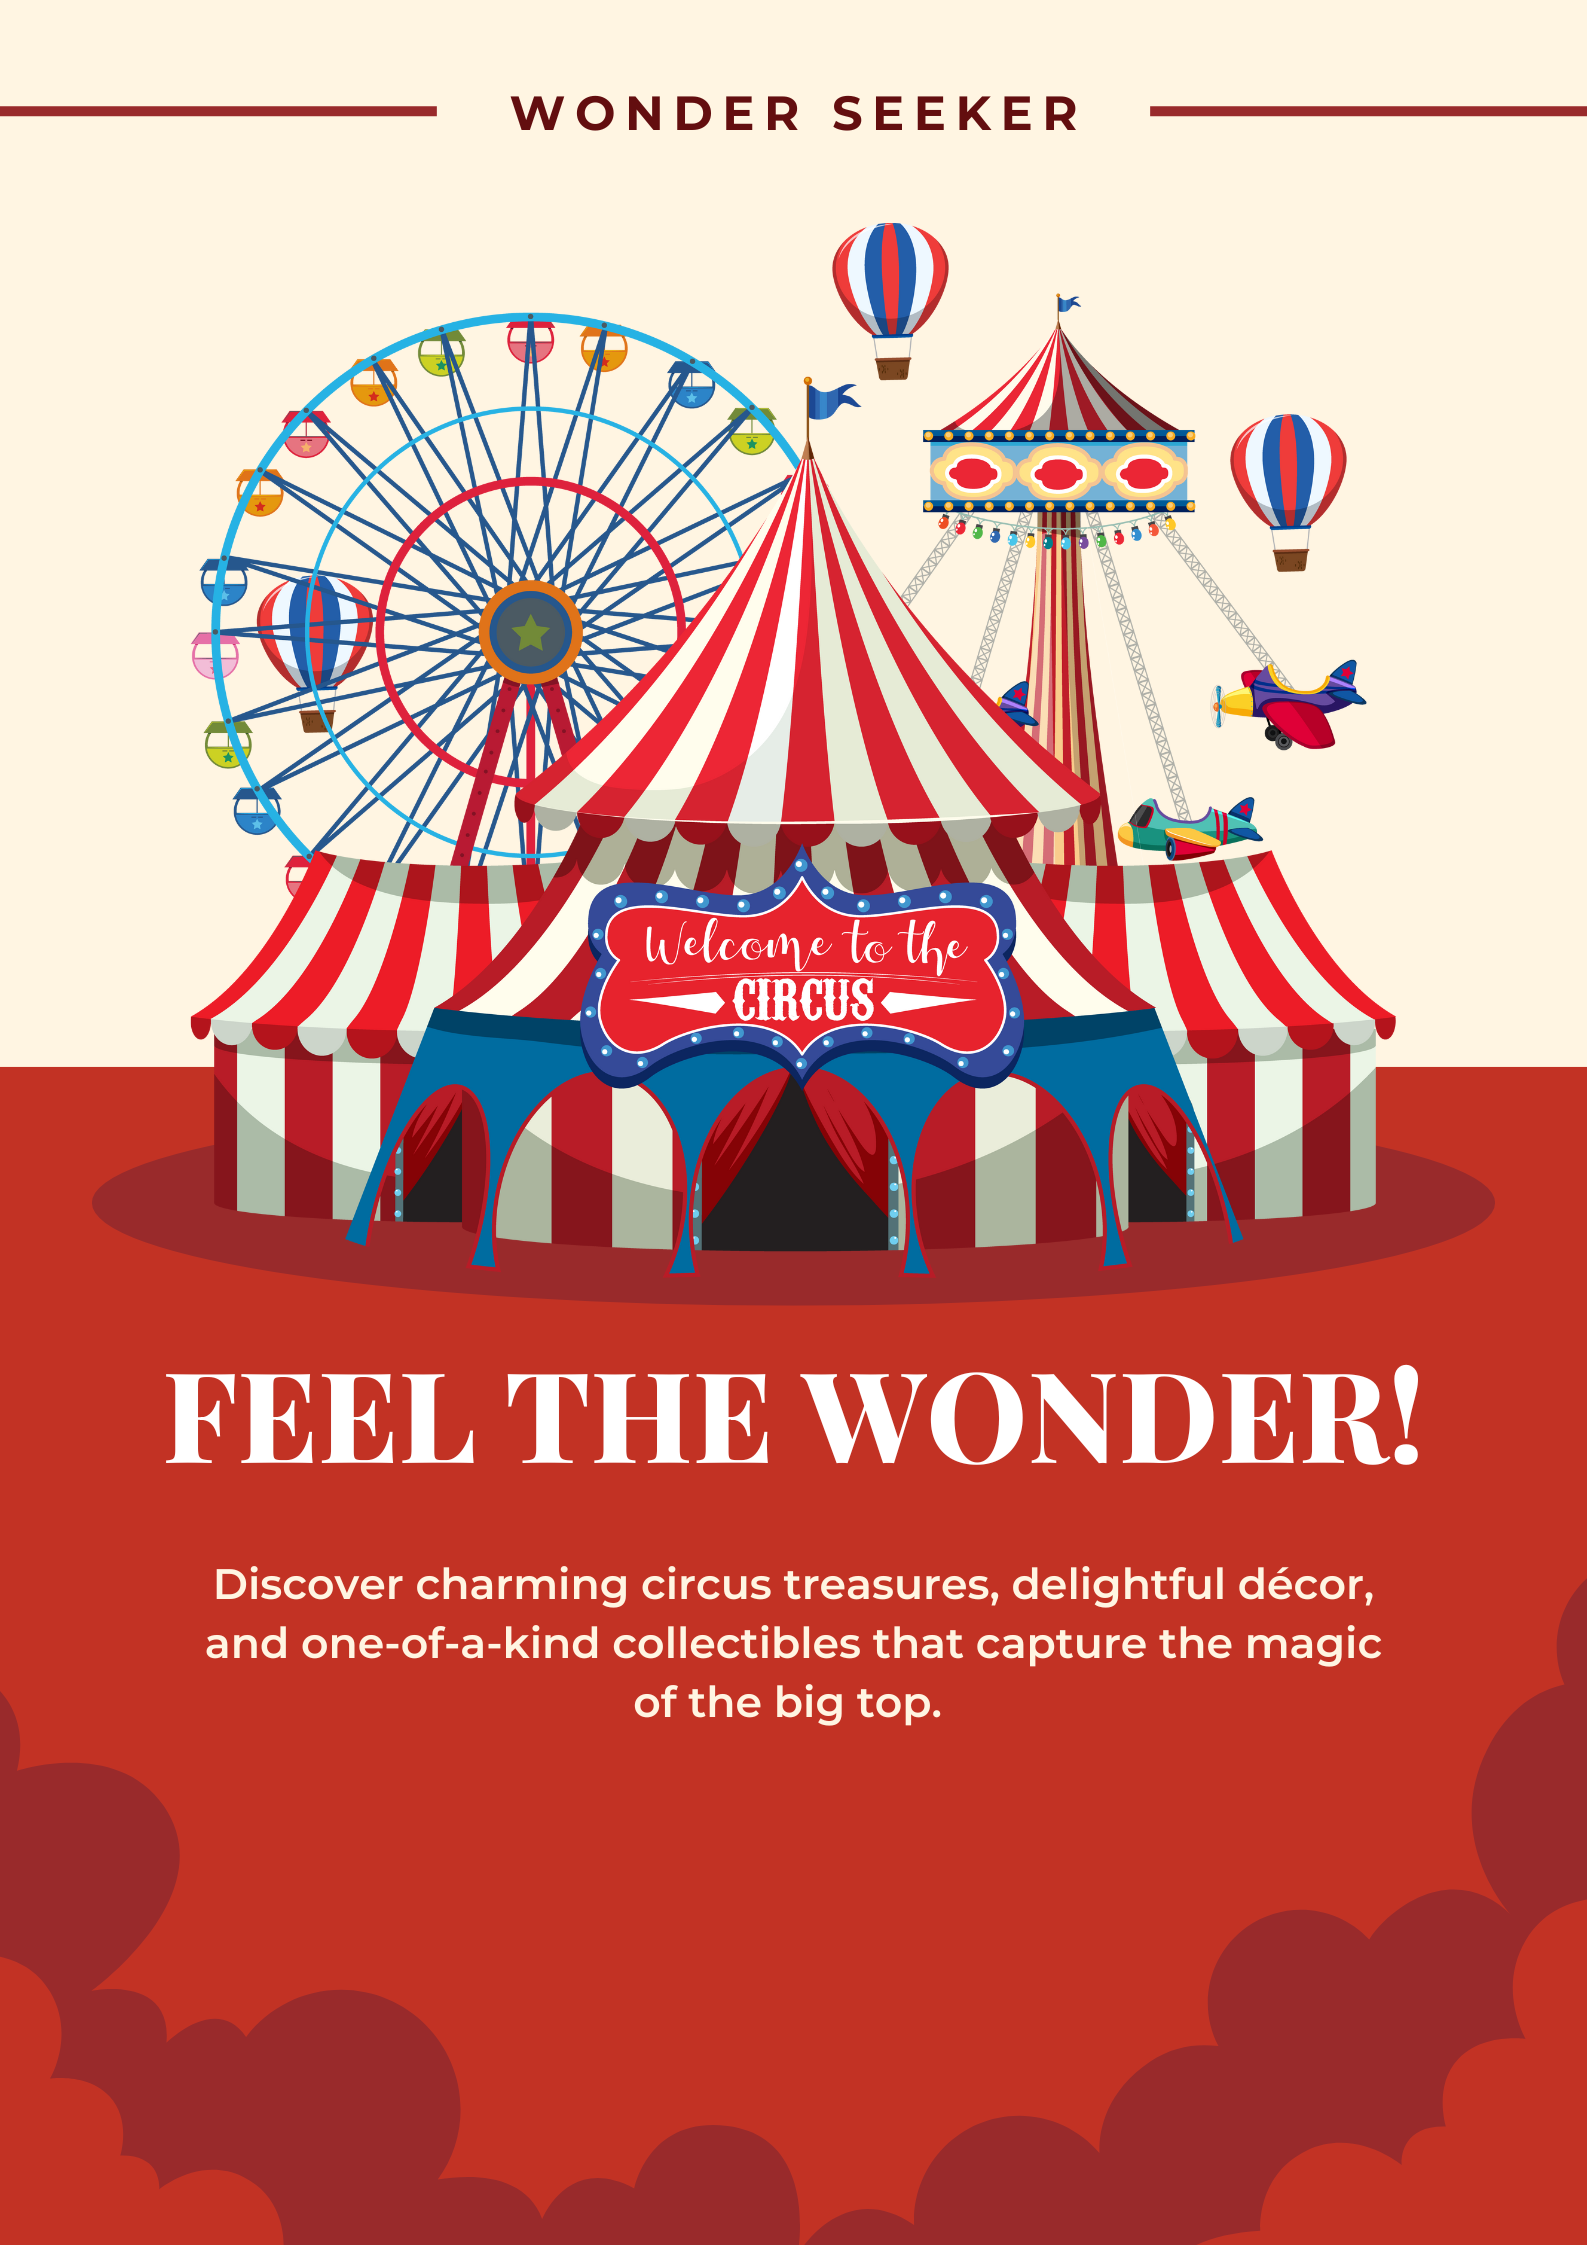 WONDER SEEKER
Welcome to the
CIRCUS
FEEL THE WONDER!
Discover charming circus treasures, delightful décor,
and one-of-a-kind collectibles that capture the magic
of the big top.